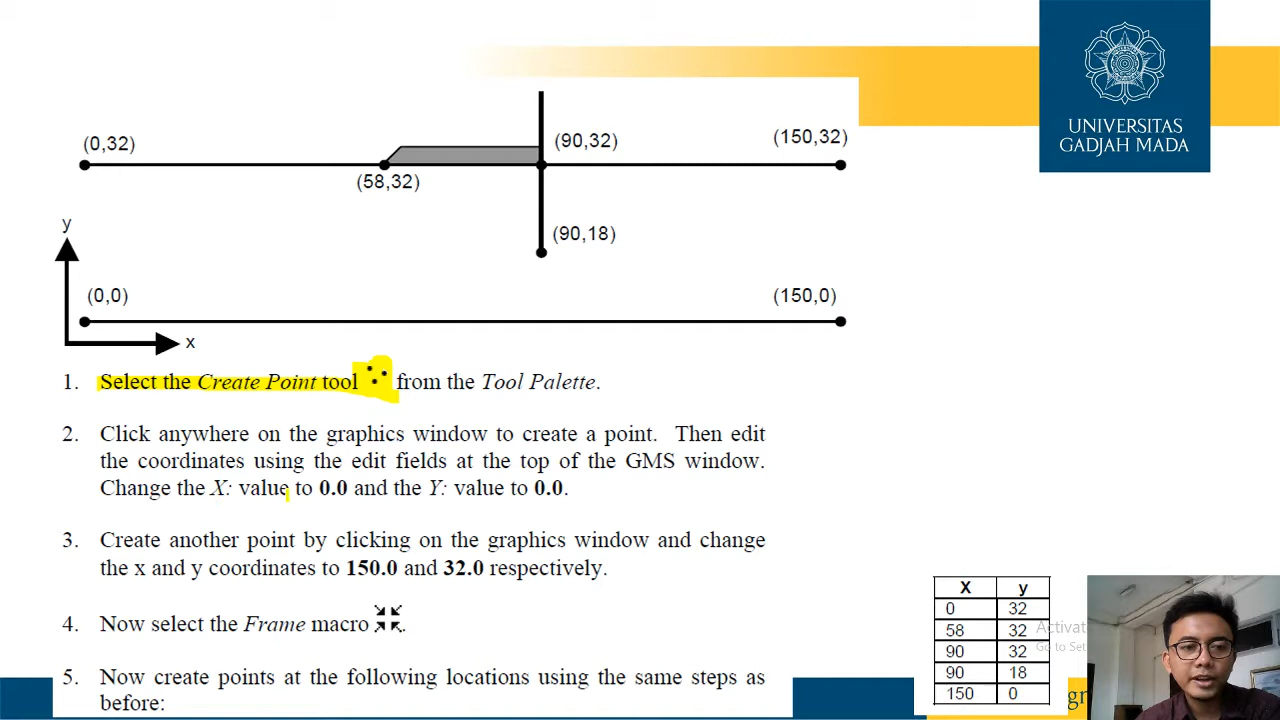 UNIVERSITAS
GADJAH MADA
(0,32)
(90,32)
(150,32)
(58,32)
y
(90,18)
(0,0)
(150,0)
x
1. Select the Create Point tool from the Tool Palette.
2. Click anywhere on the graphics window to create a point. Then edit
the coordinates using the edit fields at the top of the GMS window.
Change the X: value to 0.0 and the Y: value to 0.0.
3. Create another point by clicking on the graphics window and change
the x and y coordinates to 150.0 and 32.0 respectively.
4. Now select the Frame macro .
5. Now create points at the following locations using the same steps as
before:
X y
0 32
58 32
90 32
90 18
150 0
Activat
Go to Set